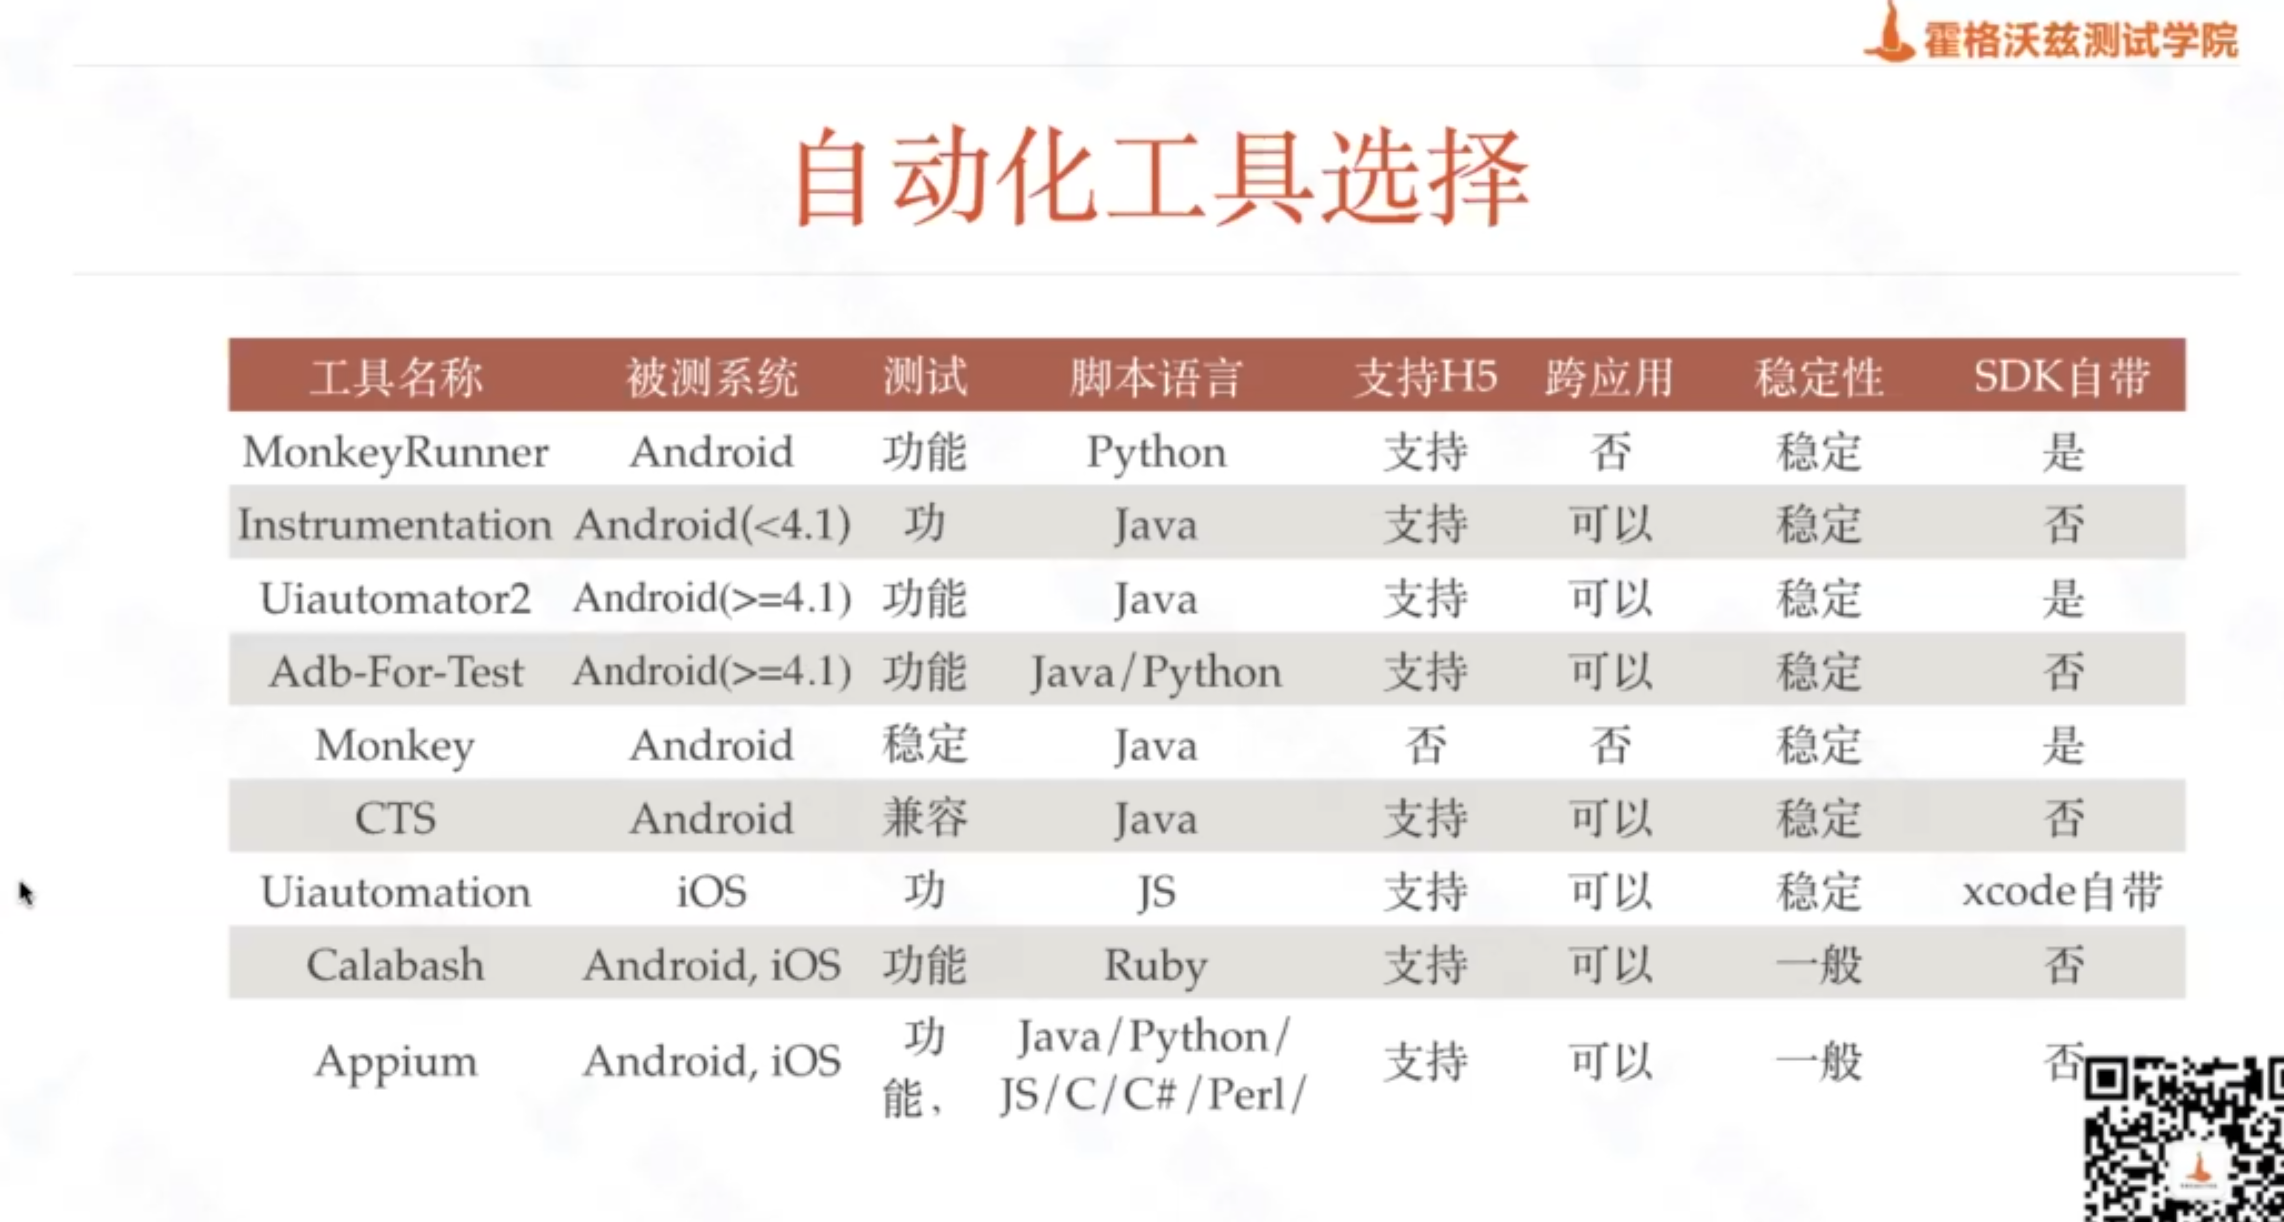 霍格沃兹测试学院
自动化工具选择
工具名称 被测系统 测试 脚本语言 支持H5 跨应用 稳定性 SDK自带
MonkeyRunner Android 功能 Python 支持 否 稳定 是
Instrumentation Android(<4.1) 功 Java 支持 可以 稳定 否
Uiautomator2 Android(>=4.1) 功能 Java 支持 可以 稳定 是
Adb-For-Test Android(>=4.1) 功能 Java/Python 支持 可以 稳定 否
Monkey Android 稳定 Java 否 否 稳定 是
CTS Android 兼容 Java 支持 可以 稳定 否
Uiautomation iOS 功 JS 支持 可以 稳定 xcode自带
Calabash Android, iOS 功能 Ruby 支持 可以 一般 否
Appium Android, iOS 功 Java/Python/ 支持 可以 一般 否
能, JS/C/C#/Perl/